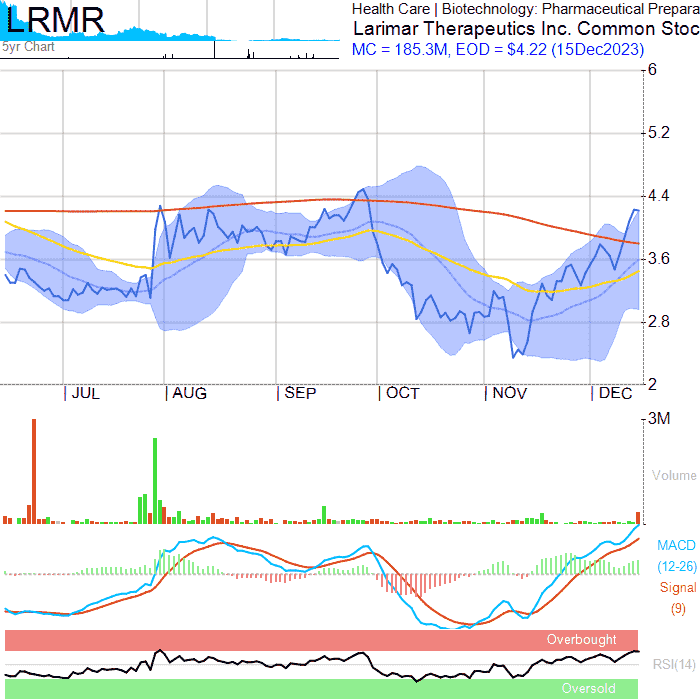 LRMR
5yr Chart
Health Care | Biotechnology: Pharmaceutical Prepara
Larimar Therapeutics Inc. Common Stoc
MC = 185.3M, EOD = $4.22 (15Dec2023)
6
5.2
4.4
3.6
2.8
2
JUL AUG SEP OCT NOV DEC
3M
Volume
MACD
(12-26)
Signal
(9)
Overbought
RSI(14)
Oversold